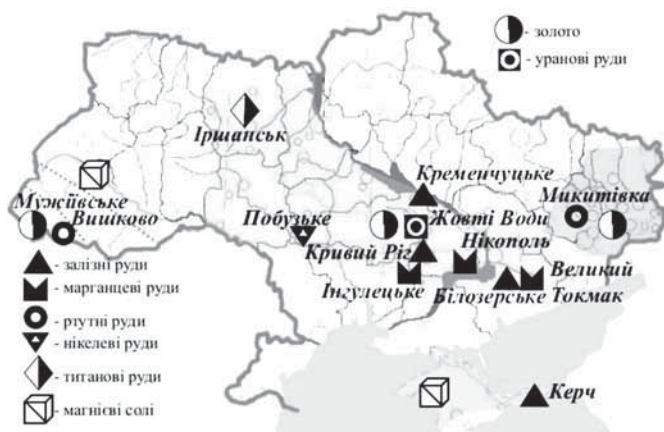 - золото
- уранові руди
Іршанськ
Кременчуцьке
Мужіївське
Микитівка
Вишково
Побузьке
Жовті Води
Нікополь
Кривий Ріг
- залізні руди
Великий
- марганцеві руди
Інгулецьке
Білозерське
Токмак
- ртутні руди
- нікелеві руди
- титанові руди
Керч
- магнієві солі